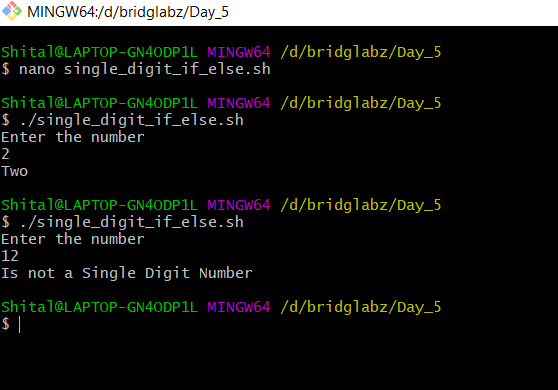 MINGW64:/d/bridglabz/Day_5
Shital@LAPTOP-GN4ODP1L MINGW64 /d/bridglabz/Day_5
$ nano single_digit_if_else.sh
Shital@LAPTOP-GN4ODP1L MINGW64 /d/bridglabz/Day_5
$ ./single_digit_if_else.sh
Enter the number
2
Two
Shital@LAPTOP-GN4ODP1L MINGW64 /d/bridglabz/Day_5
$ ./single_digit_if_else.sh
Enter the number
12
Is not a Single Digit Number
Shital@LAPTOP-GN4ODP1L MINGW64 /d/bridglabz/Day_5
$